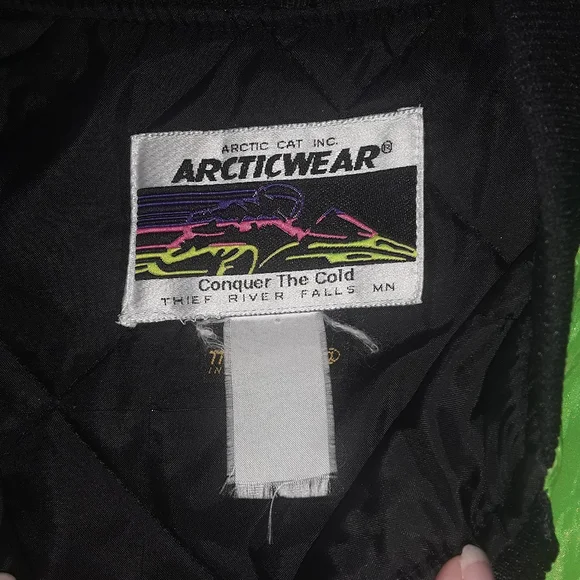 ARCTIC CAT INC.
ARCTICWEAR®
Conquer The Cold
THIEF RIVER FALLS MN